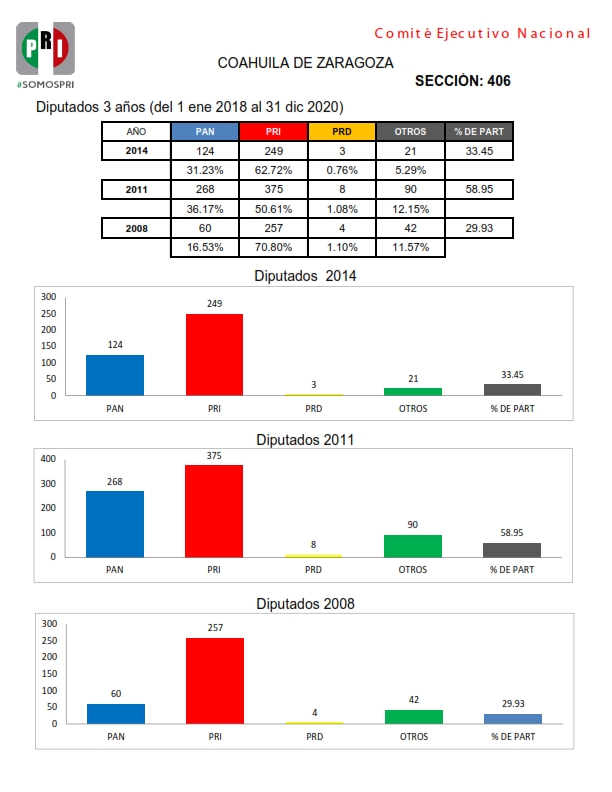 PRI
#SOMOSPRI
Comité Ejecutivo Nacional
COAHUILA DE ZARAGOZA
SECCIÓN: 406
Diputados 3 años (del 1 ene 2018 al 31 dic 2020)
AÑO PAN PRI PRD OTROS % DE PART
2014 124 249 3 21 33.45
31.23% 62.72% 0.76% 5.29%
2011 268 375 8 90 58.95
36.17% 50.61% 1.08% 12.15%
2008 60 257 4 42 29.93
16.53% 70.80% 1.10% 11.57%
Diputados 2014
300
250
200
150
100
50
0
124 249 3 21 33.45
PAN PRI PRD OTROS % DE PART
Diputados 2011
400
300
200
100
0
268 375 8 90 58.95
PAN PRI PRD OTROS % DE PART
Diputados 2008
300
250
200
150
100
50
0
60 257 4 42 29.93
PAN PRI PRD OTROS % DE PART